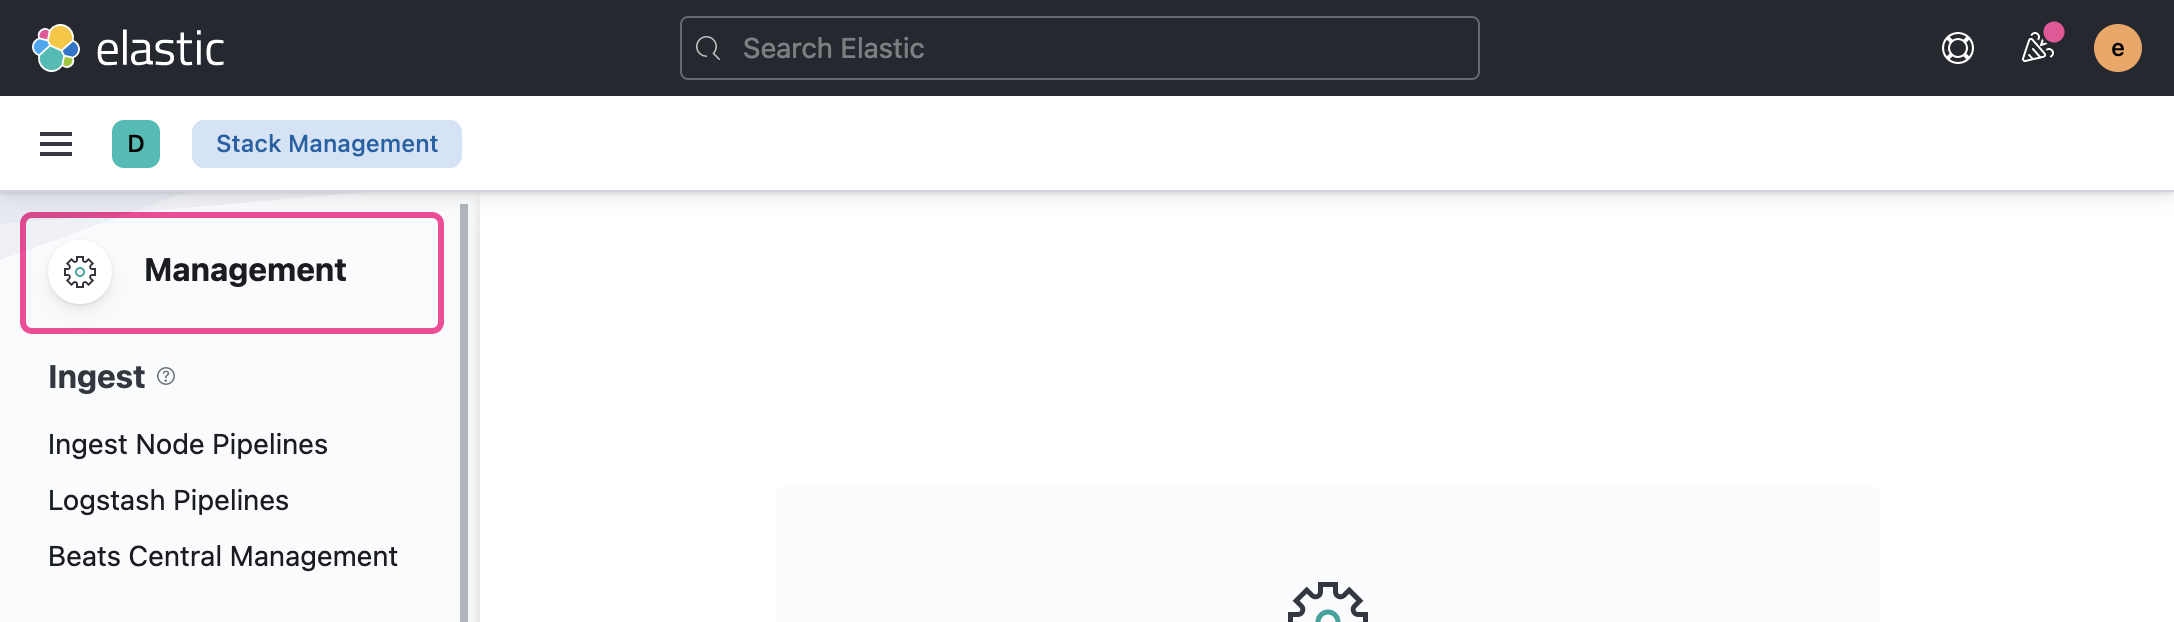 elastic
Search Elastic
e
D
Stack Management
Management
Ingest
Ingest Node Pipelines
Logstash Pipelines
Beats Central Management